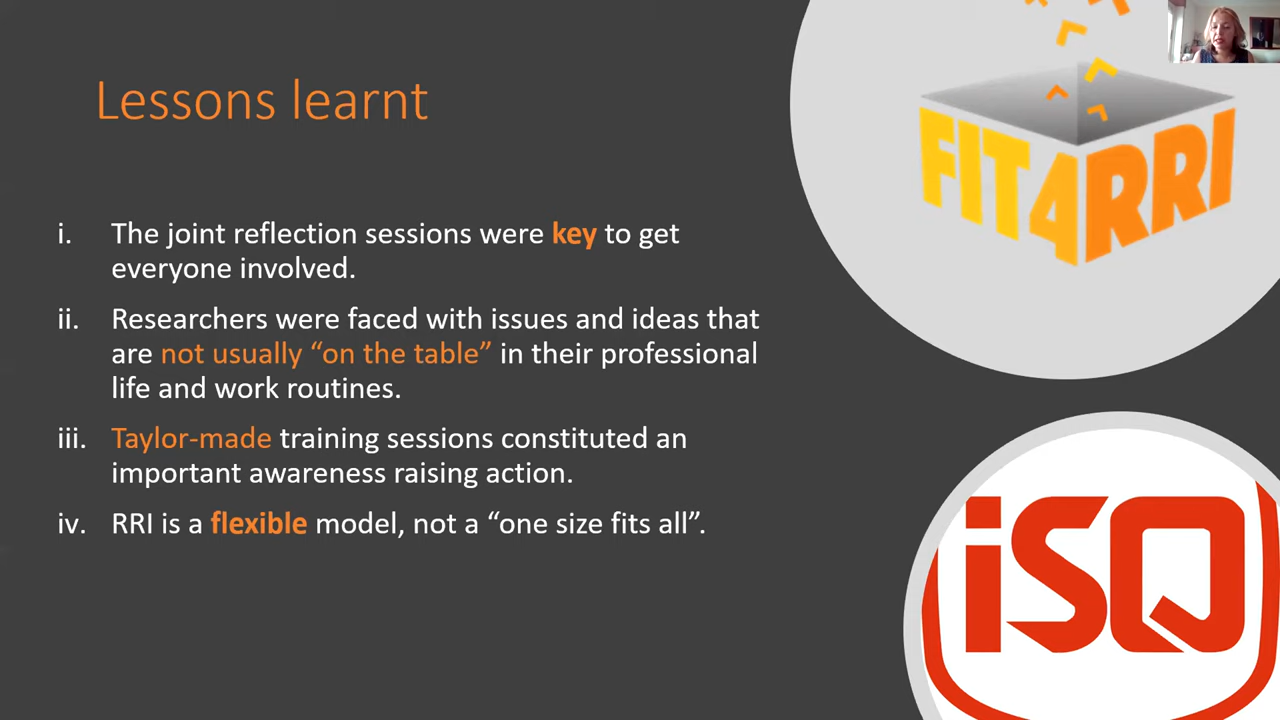 Lessons learnt
i. The joint reflection sessions were key to get
everyone involved.
ii. Researchers were faced with issues and ideas that
are not usually “on the table” in their professional
life and work routines.
iii. Taylor-made training sessions constituted an
important awareness raising action.
iv. RRI is a flexible model, not a “one size fits all”.
FIT4RRI
iSQ